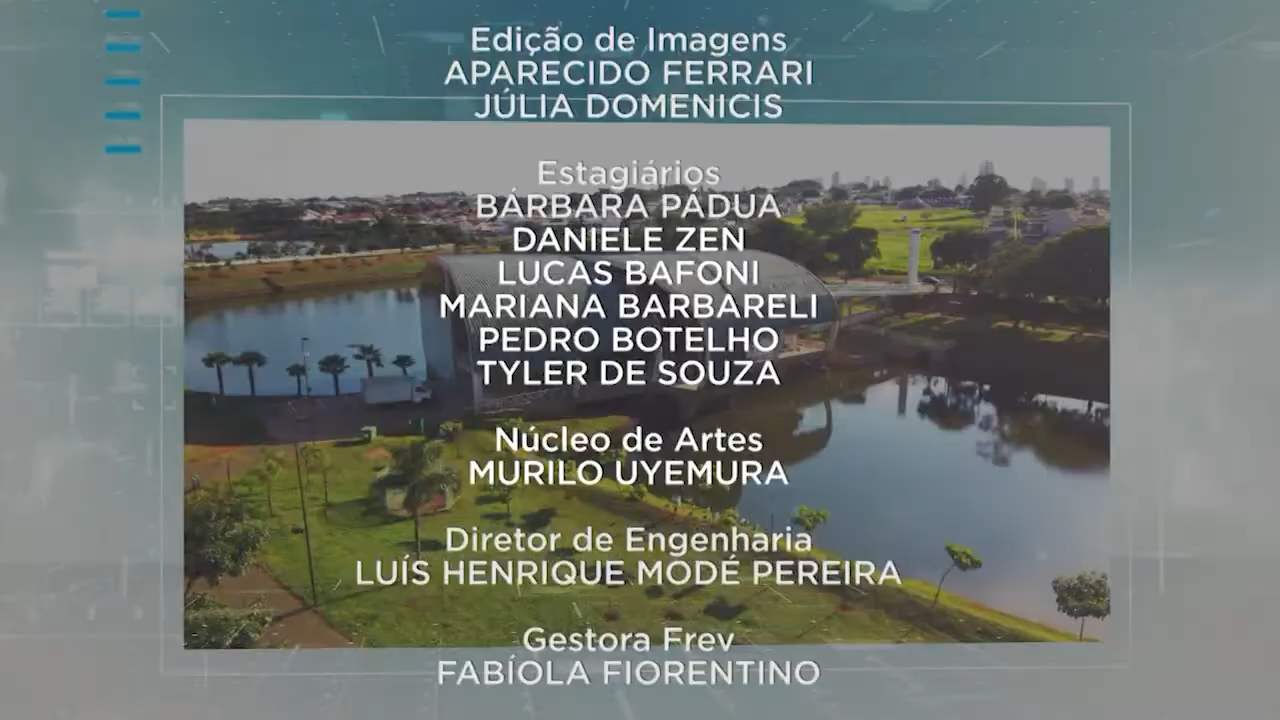 Edição de Imagens
APARECIDO FERRARI
JÚLIA DOMENICIS
Estagiários
BÁRBARA PÁDUA
DANIELE ZEN
LUCAS BAFONI
MARIANA BARBARELI
PEDRO BOTELHO
TYLER DE SOUZA
Núcleo de Artes
MURILO UYEMURA
Diretor de Engenharia
LUÍS HENRIQUE MODÉ PEREIRA
Gestora Frev
FABÍOLA FIORENTINO